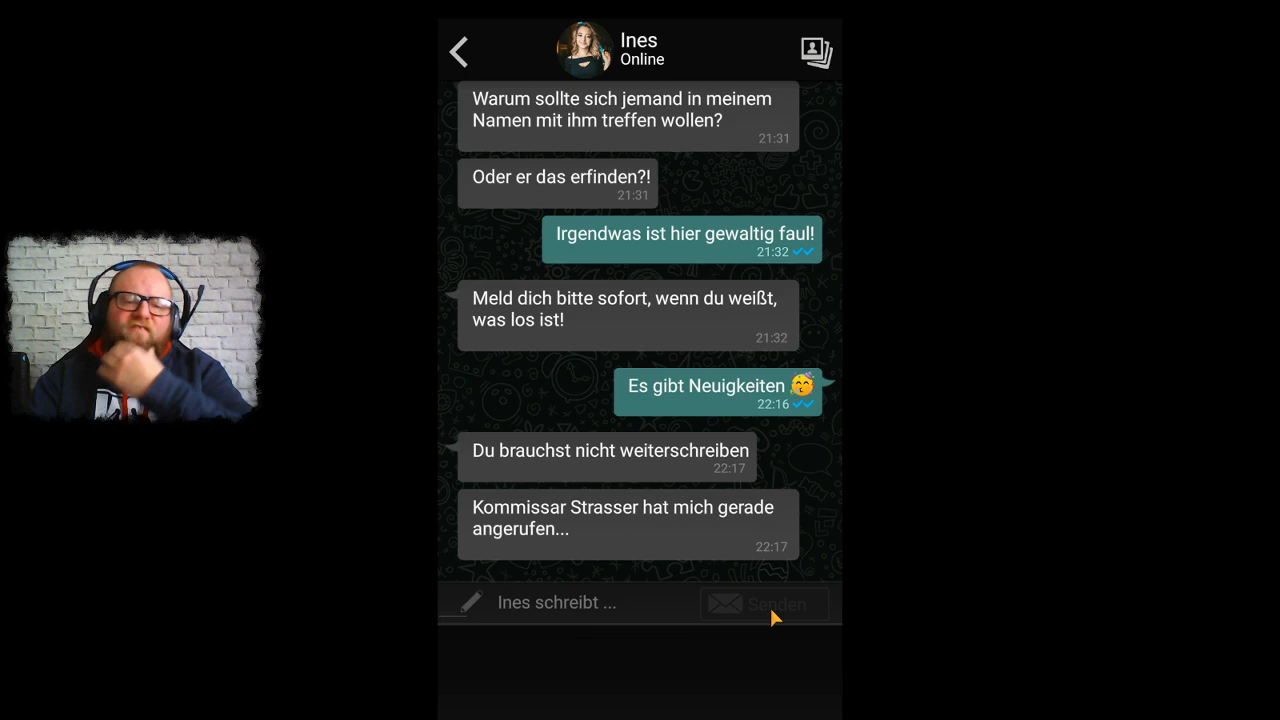 Ines
Online
Warum sollte sich jemand in meinem
Namen mit ihm treffen wollen?
21:31
Oder er das erfinden?!
21:31
Irgendwas ist hier gewaltig faul!
21:32
Meld dich bitte sofort, wenn du weißt,
was los ist!
21:32
Es gibt Neuigkeiten 🥳
22:16
Du brauchst nicht weiterschreiben
22:17
Kommissar Strasser hat mich gerade
angerufen...
22:17
Ines schreibt ...
Senden